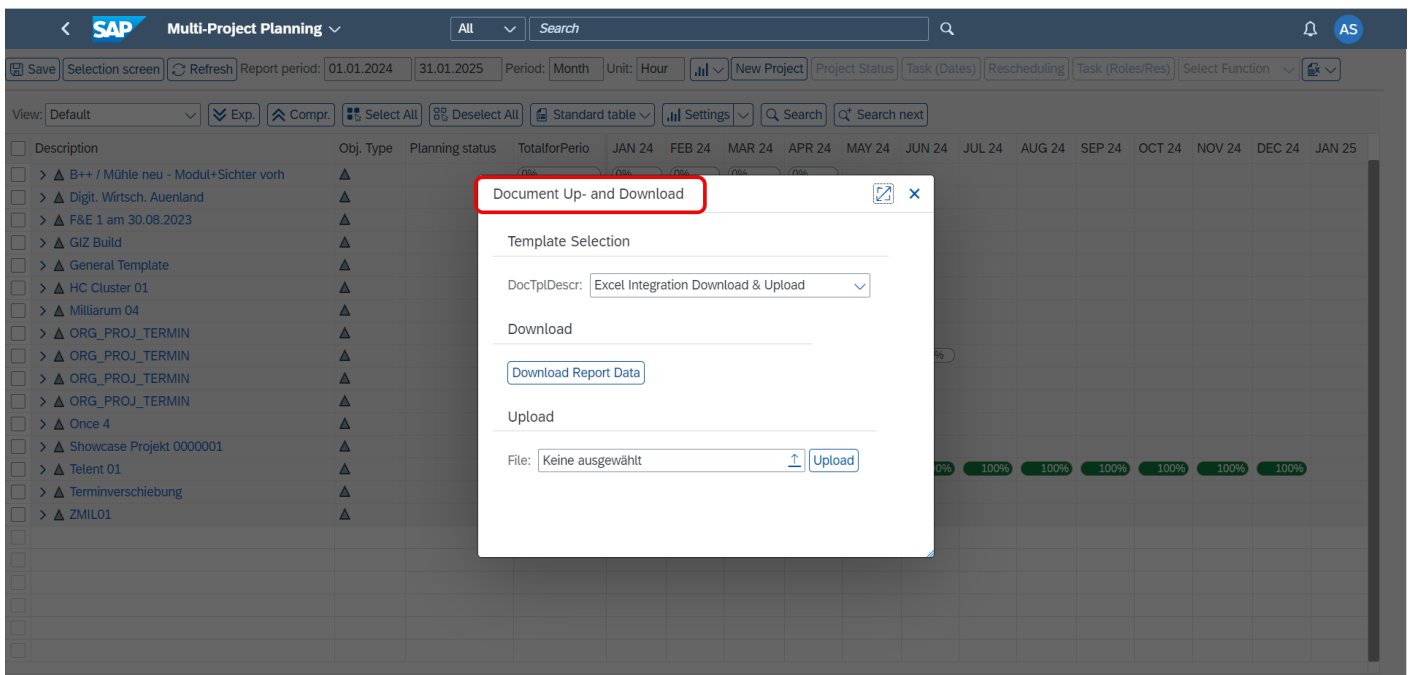 SAP Multi-Project Planning All Search AS
Save Selection screen Refresh Report period: 01.01.2024 31.01.2025 Period: Month Unit: Hour New Project Project Status Task (Dates) Rescheduling Task (Roles/Res) Select Function
View: Default Exp. Compr. Select All Deselect All Standard table Settings Search Search next
Description Obj. Type Planning status TotalforPerio JAN 24 FEB 24 MAR 24 APR 24 MAY 24 JUN 24 JUL 24 AUG 24 SEP 24 OCT 24 NOV 24 DEC 24 JAN 25
B++ / Mühle neu - Modul+Sichter vorh 0% 0% 0% 0%
Digit. Wirtsch. Auenland
F&E 1 am 30.08.2023
GIZ Build
General Template
HC Cluster 01
Milliarum 04
ORG_PROJ_TERMIN
ORG_PROJ_TERMIN %
ORG_PROJ_TERMIN
ORG_PROJ_TERMIN
Once 4
Showcase Projekt 0000001
Telent 01 0% 100% 100% 100% 100% 100% 100%
Terminverschiebung
ZMIL01
Document Up- and Download
Template Selection
DocTplDescr: Excel Integration Download & Upload
Download
Download Report Data
Upload
File: Keine ausgewählt Upload